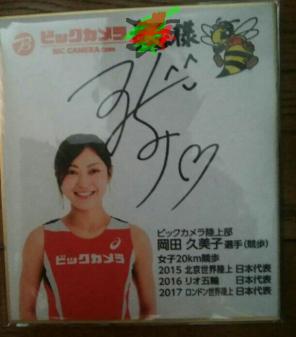 ビックカメラ 様
BIC CAMERA.com
ビックカメラ
ビックカメラ陸上部
岡田 久美子選手(競歩)
女子20km競歩
2015 北京世界陸上 日本代表
2016 リオ五輪 日本代表
2017 ロンドン世界陸上 日本代表